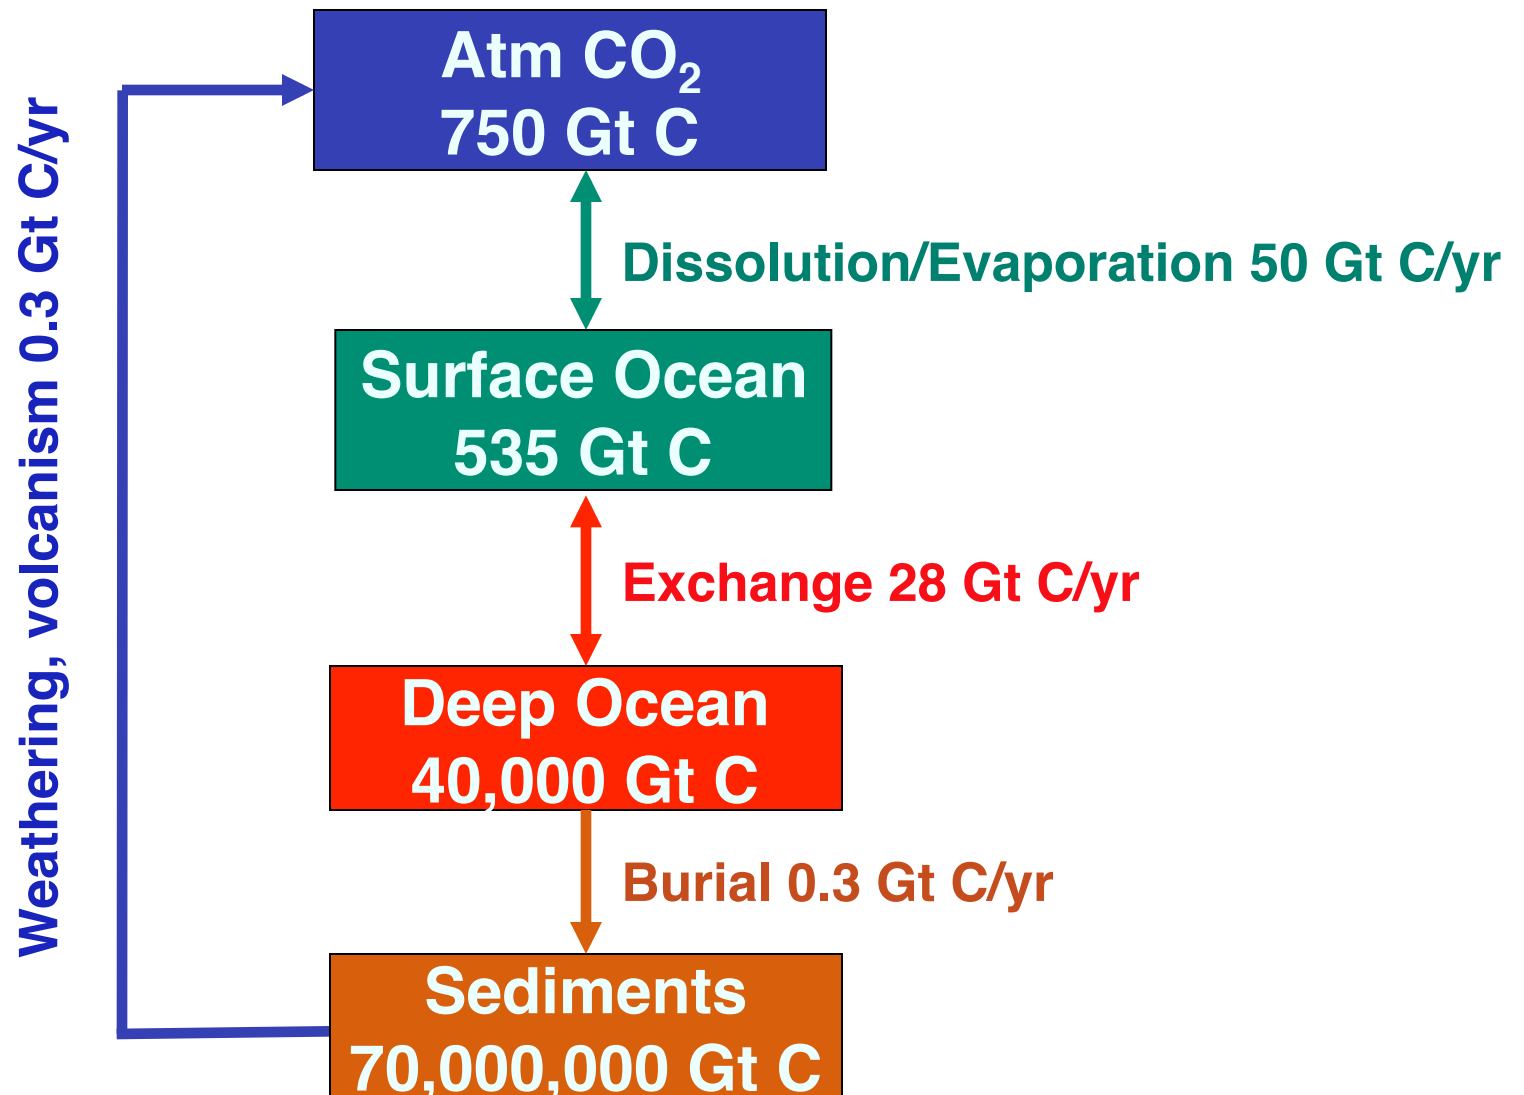 Atm CO₂
750 Gt C
Weathering, volcanism 0.3 Gt C/yr
Dissolution/Evaporation 50 Gt C/yr
Surface Ocean
535 Gt C
Exchange 28 Gt C/yr
Deep Ocean
40,000 Gt C
Burial 0.3 Gt C/yr
Sediments
70,000,000 Gt C